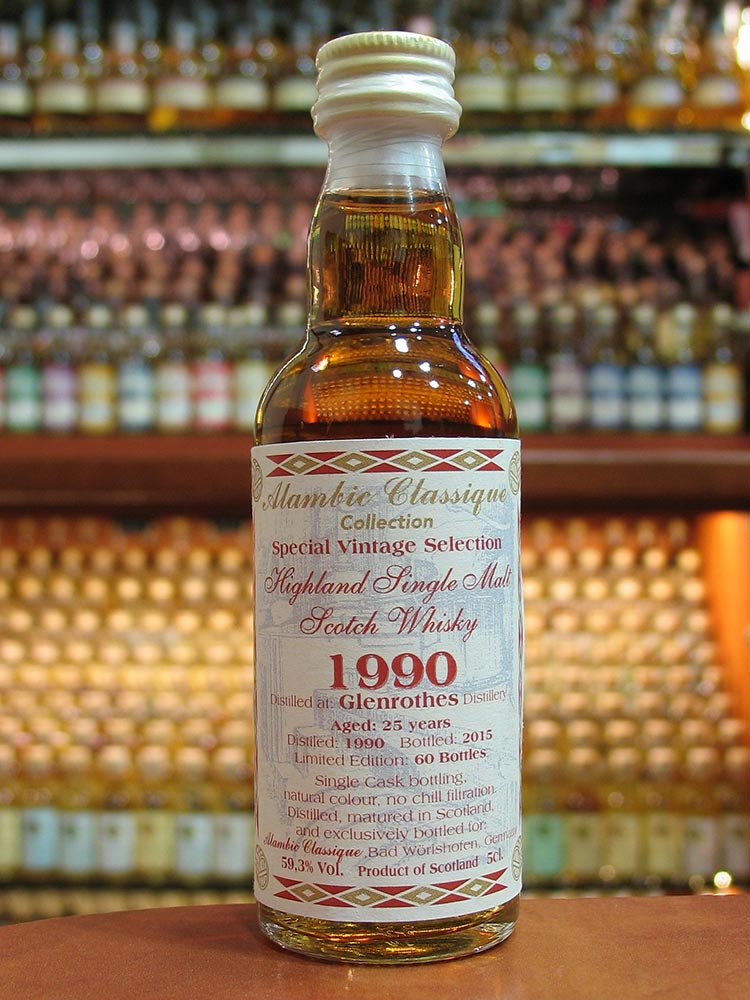 Alambic Classique
Collection
Special Vintage Selection
Highland Single Malt
Scotch Whisky
1990
Distilled at: Glenrothes Distillery
Aged: 25 years
Distilled: 1990 Bottled: 2015
Limited Edition: 60 Bottles
Single Cask bottling,
natural colour, no chill filtration.
Distilled, matured in Scotland,
and exclusively bottled for:
Alambic Classique, Bad Wörishofen, Germany
59,3% Vol. Product of Scotland 5cl.